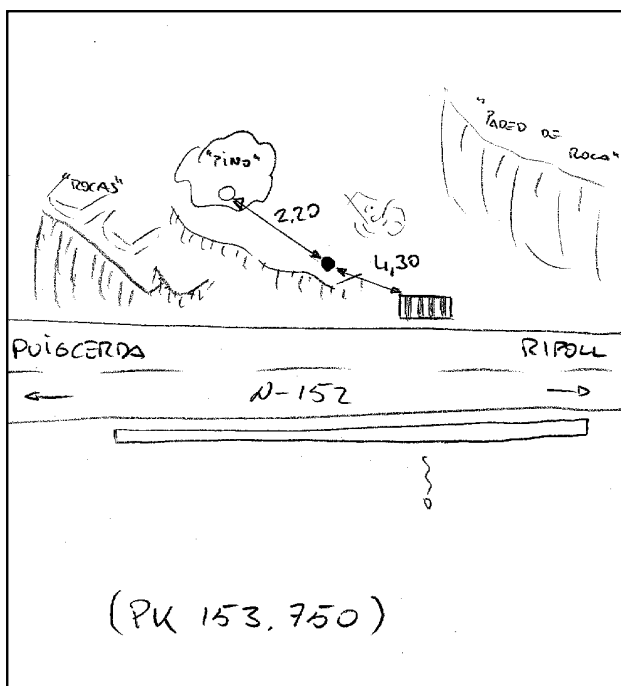 "PARED DE
ROCA"
"PINO"
"ROCAS"
2,20
4,30
PUIGCERDA
RIPOLL
N-152
(PK 153.750)